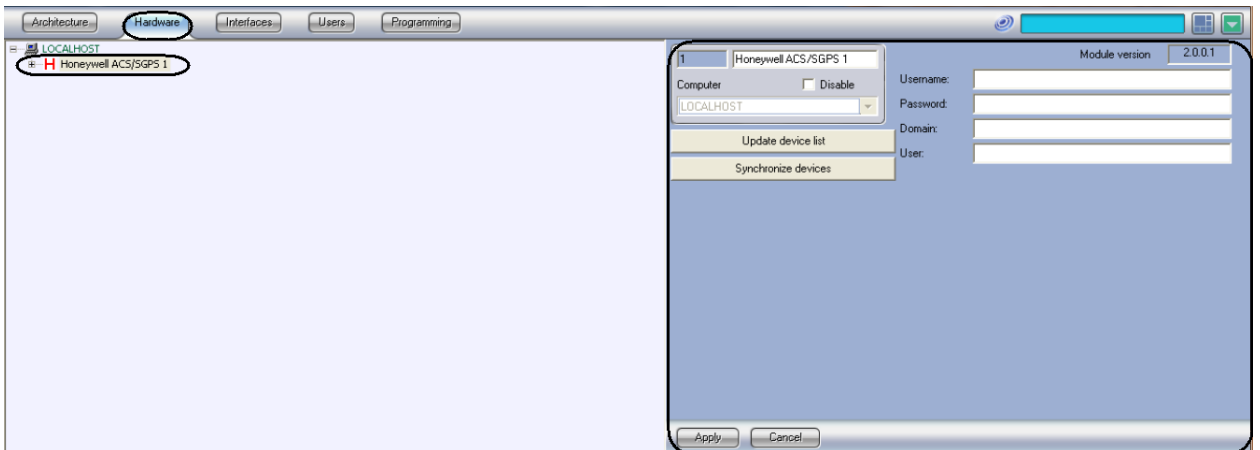 Architecture Hardware Interfaces Users Programming
LOCALHOST
Honeywell ACS/SGPS 1
1 Honeywell ACS/SGPS 1
Computer Disable
LOCALHOST
Update device list
Synchronize devices
Module version 2.0.0.1
Username:
Password:
Domain:
User:
Apply Cancel